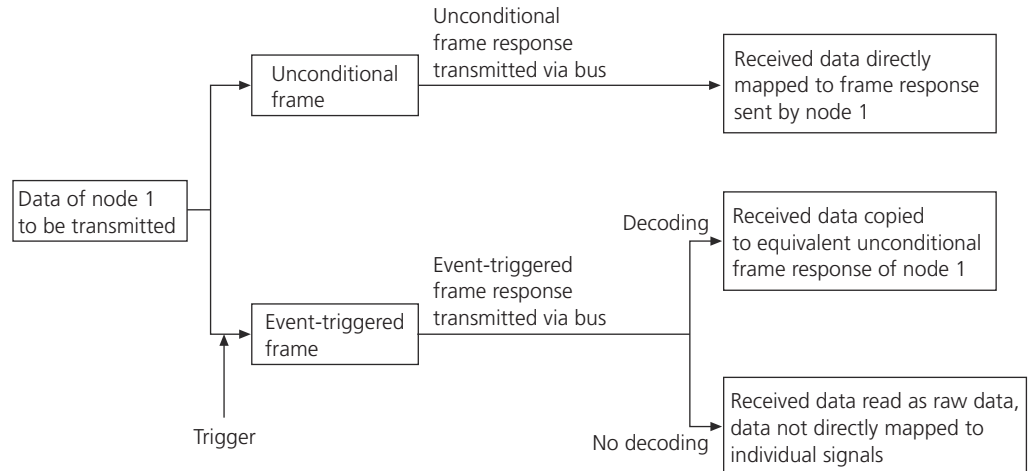 Unconditional
frame response
transmitted via bus
Unconditional
frame
Received data directly
mapped to frame response
sent by node 1
Data of node 1
to be transmitted
Decoding
Received data copied
to equivalent unconditional
frame response of node 1
Event-triggered
frame response
transmitted via bus
Event-triggered
frame
Trigger
No decoding
Received data read as raw data,
data not directly mapped to
individual signals